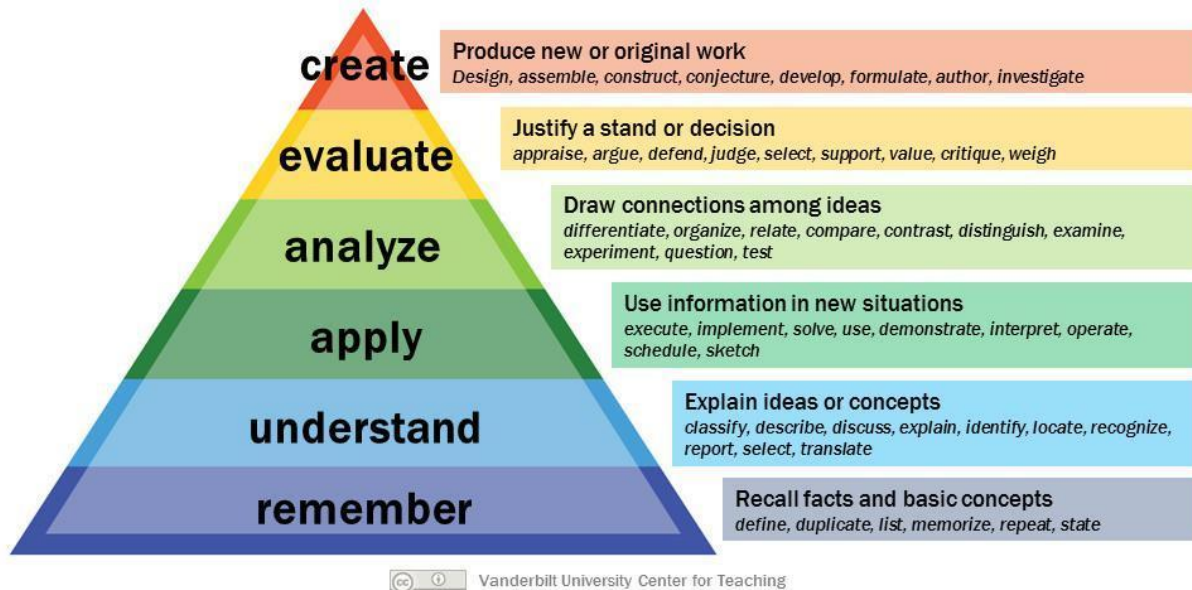 create
Produce new or original work
Design, assemble, construct, conjecture, develop, formulate, author, investigate
evaluate
Justify a stand or decision
appraise, argue, defend, judge, select, support, value, critique, weigh
analyze
Draw connections among ideas
differentiate, organize, relate, compare, contrast, distinguish, examine,
experiment, question, test
apply
Use information in new situations
execute, implement, solve, use, demonstrate, interpret, operate,
schedule, sketch
understand
Explain ideas or concepts
classify, describe, discuss, explain, identify, locate, recognize,
report, select, translate
remember
Recall facts and basic concepts
define, duplicate, list, memorize, repeat, state
cc Vanderbilt University Center for Teaching